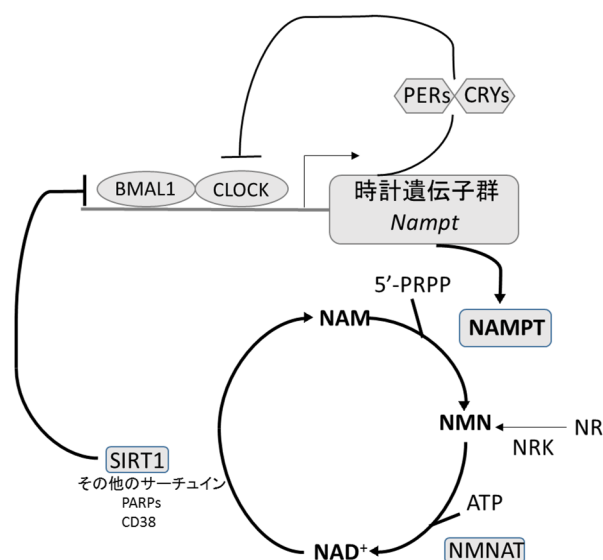 PERs CRYs
BMAL1 CLOCK
時計遺伝子群
Nampt
5′-PRPP
NAM
NAMPT
NMN
NR
NRK
SIRT1
その他のサーチュイン
PARPs
CD38
ATP
NAD⁺
NMNAT